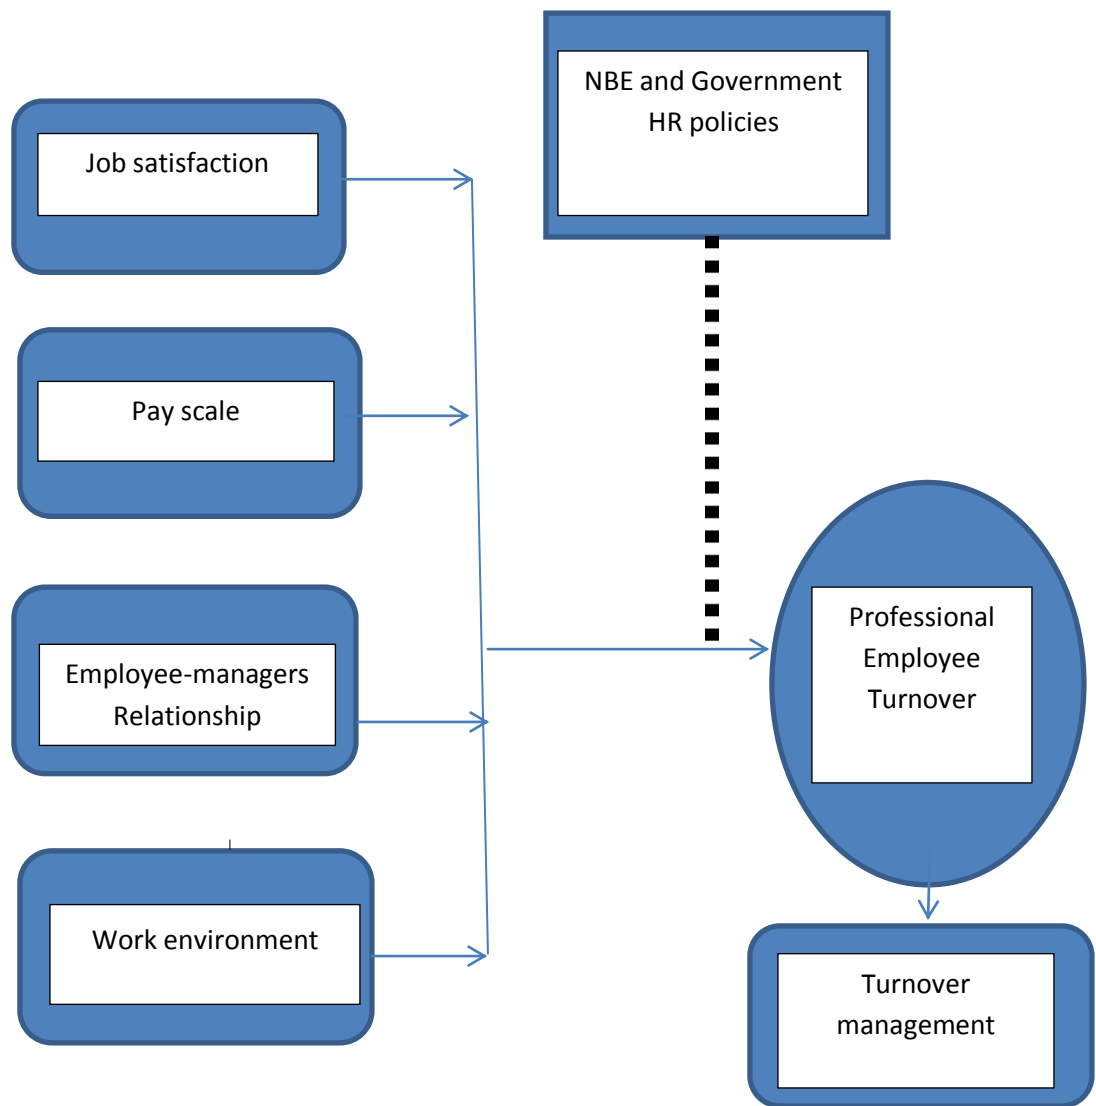 NBE and Government
HR policies
Job satisfaction
Pay scale
Employee-managers
Relationship
Work environment
Professional
Employee
Turnover
Turnover
management